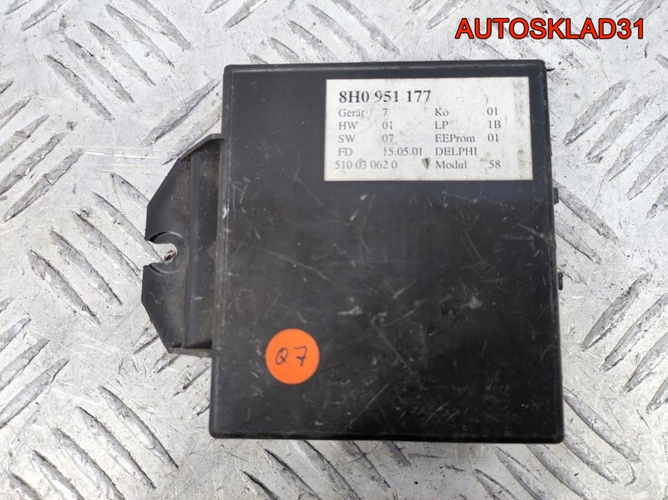 AUTOSKLAD31
8H0 951 177
Gerät 7 Ko 01
HW 01 LP 1B
SW 07 EEProm 01
FD 15.05.01 DELPHI
510 03 062 0 Modul 58
Q7